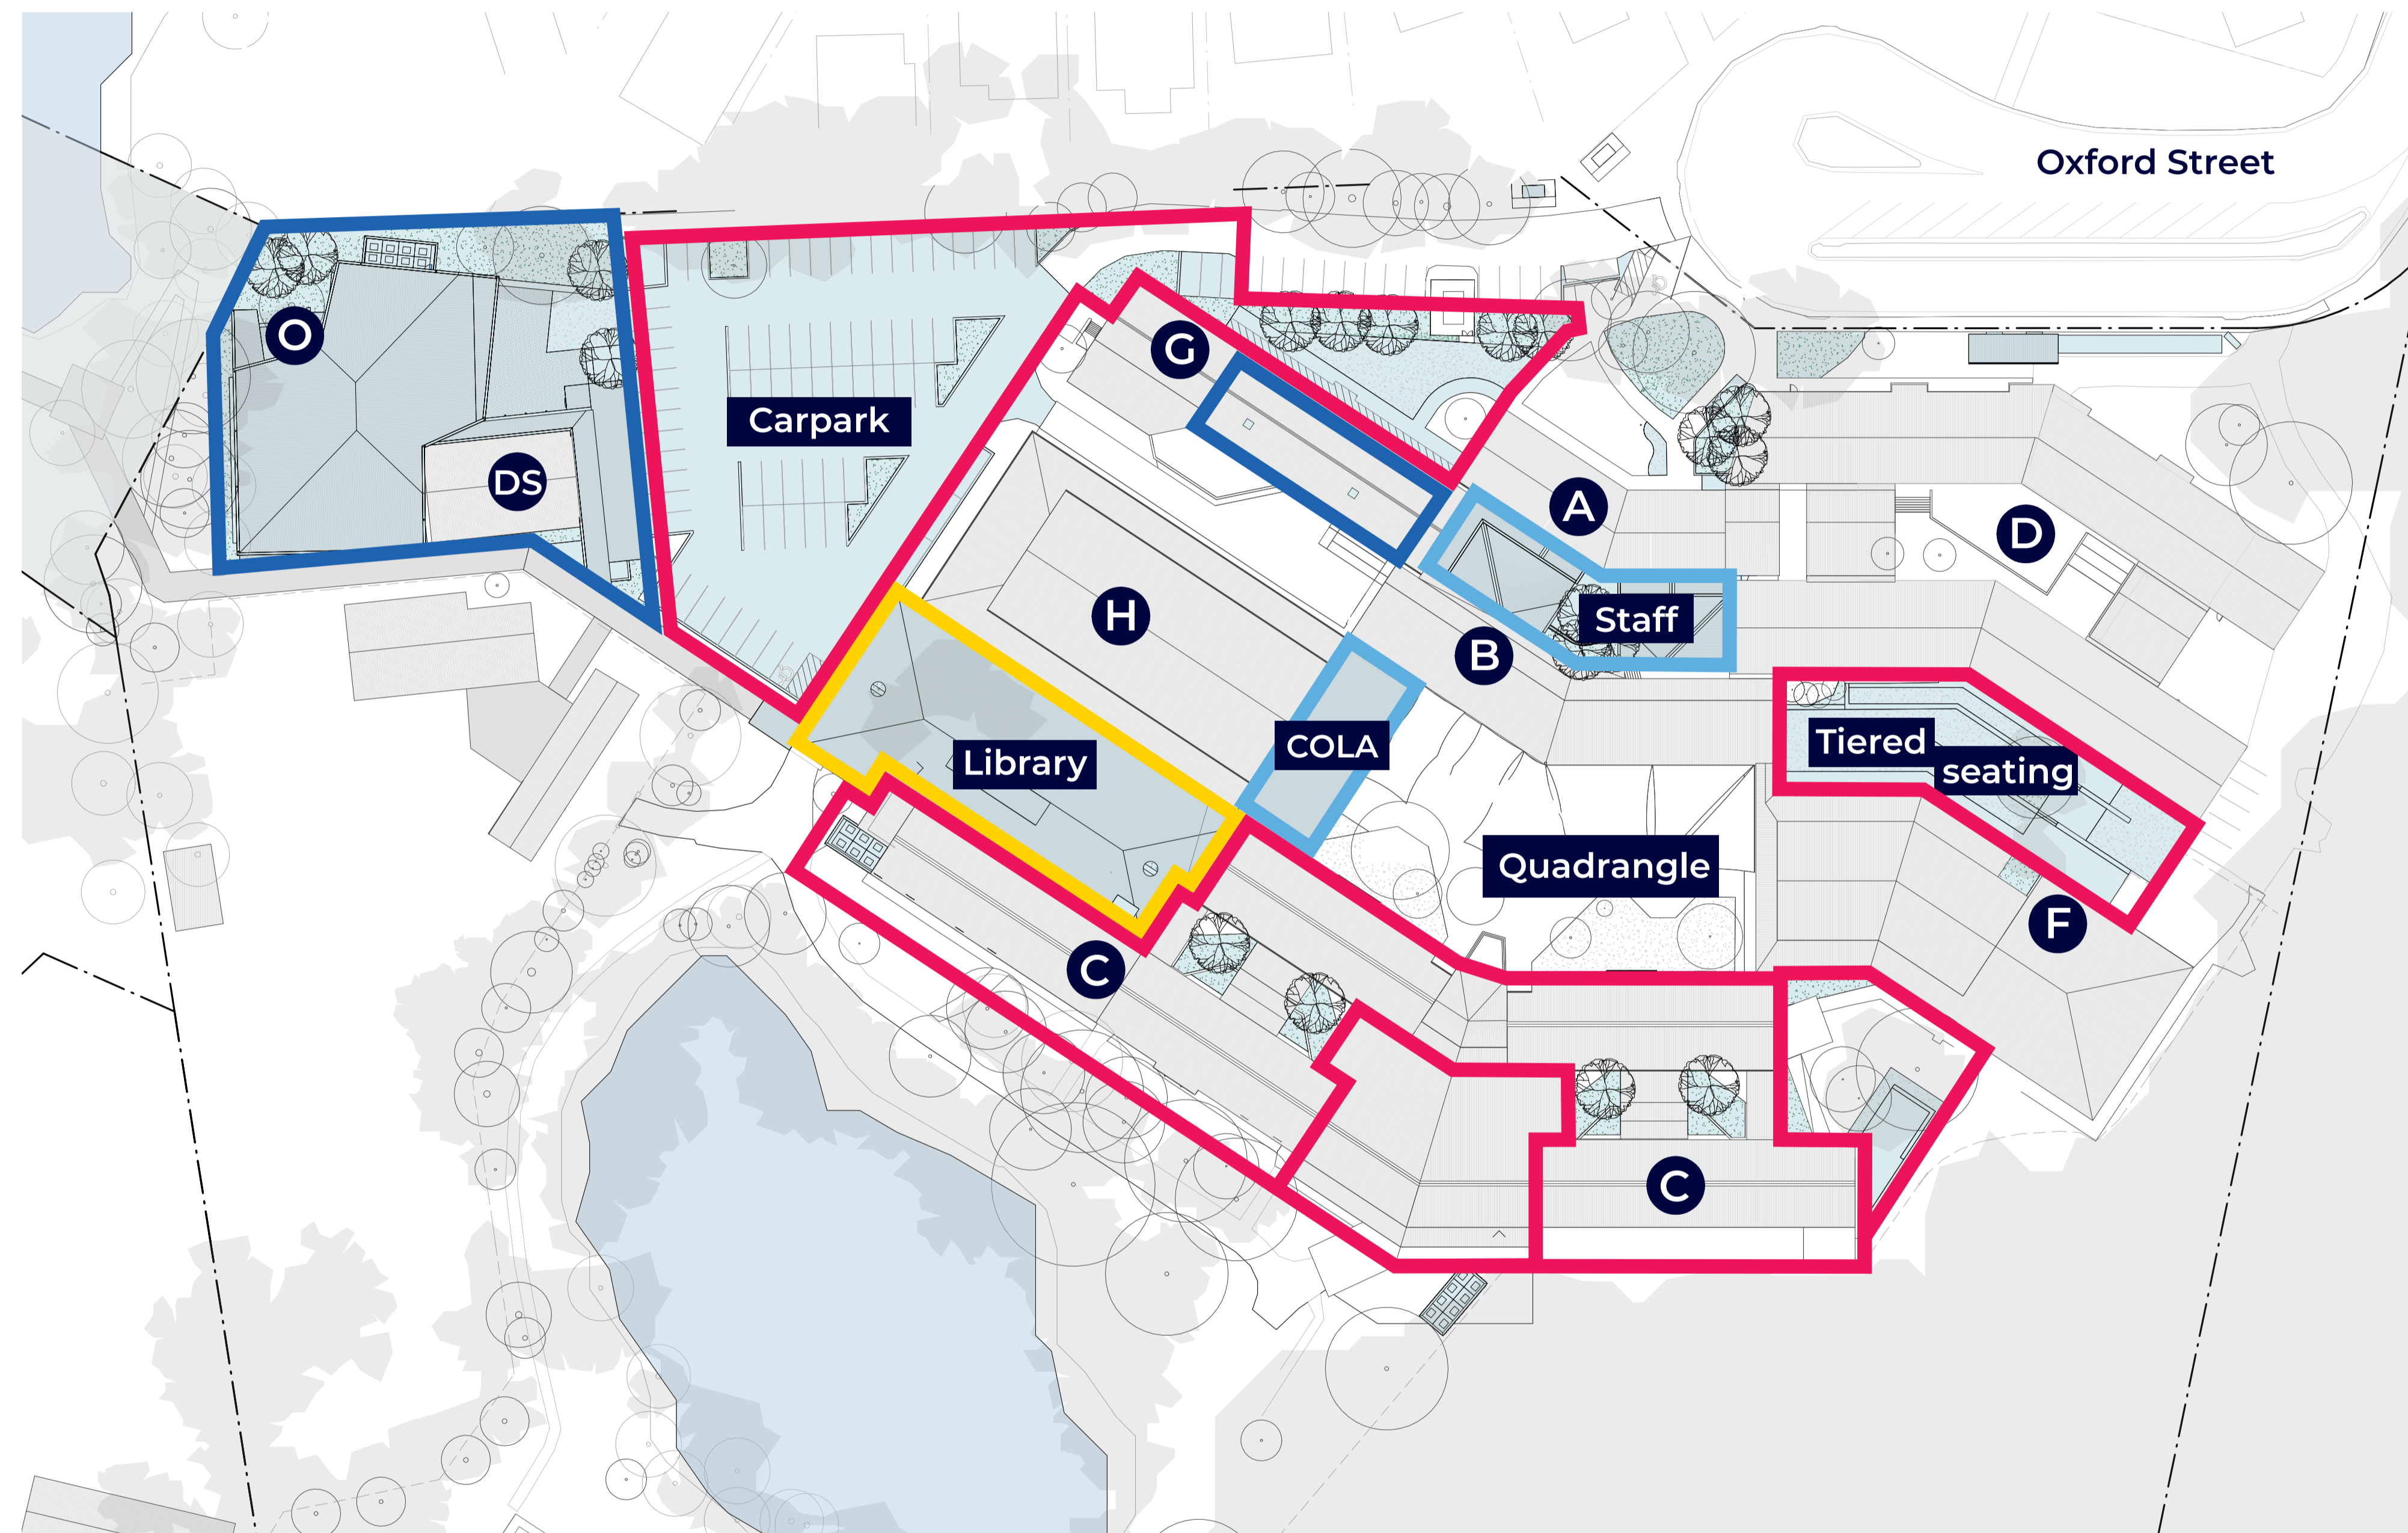 Oxford Street
O
G
Carpark
DS
A
D
H
Staff
B
COLA
Tiered
seating
Library
Quadrangle
F
C
C